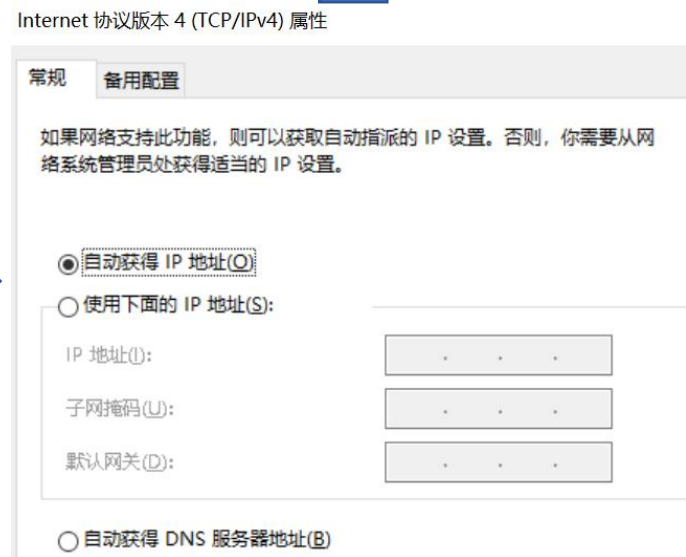 Internet 协议版本 4 (TCP/IPv4) 属性
常规 备用配置
如果网络支持此功能，则可以获取自动指派的 IP 设置。否则，你需要从网
络系统管理员处获得适当的 IP 设置。
自动获得 IP 地址(O)
使用下面的 IP 地址(S):
IP 地址(I):
子网掩码(U):
默认网关(D):
自动获得 DNS 服务器地址(B)